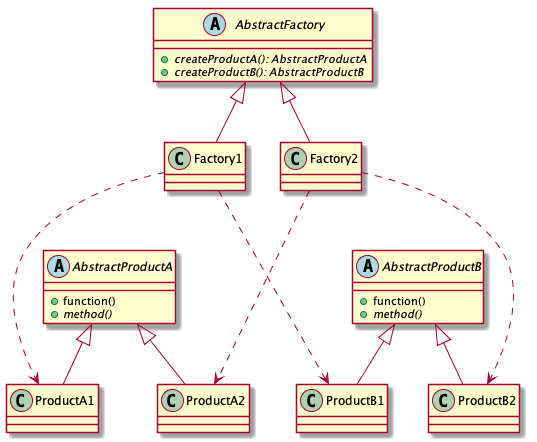 A AbstractFactory
createProductA(): AbstractProductA
createProductB(): AbstractProductB
C Factory1
C Factory2
A AbstractProductA
function()
method()
A AbstractProductB
function()
method()
C ProductA1
C ProductA2
C ProductB1
C ProductB2